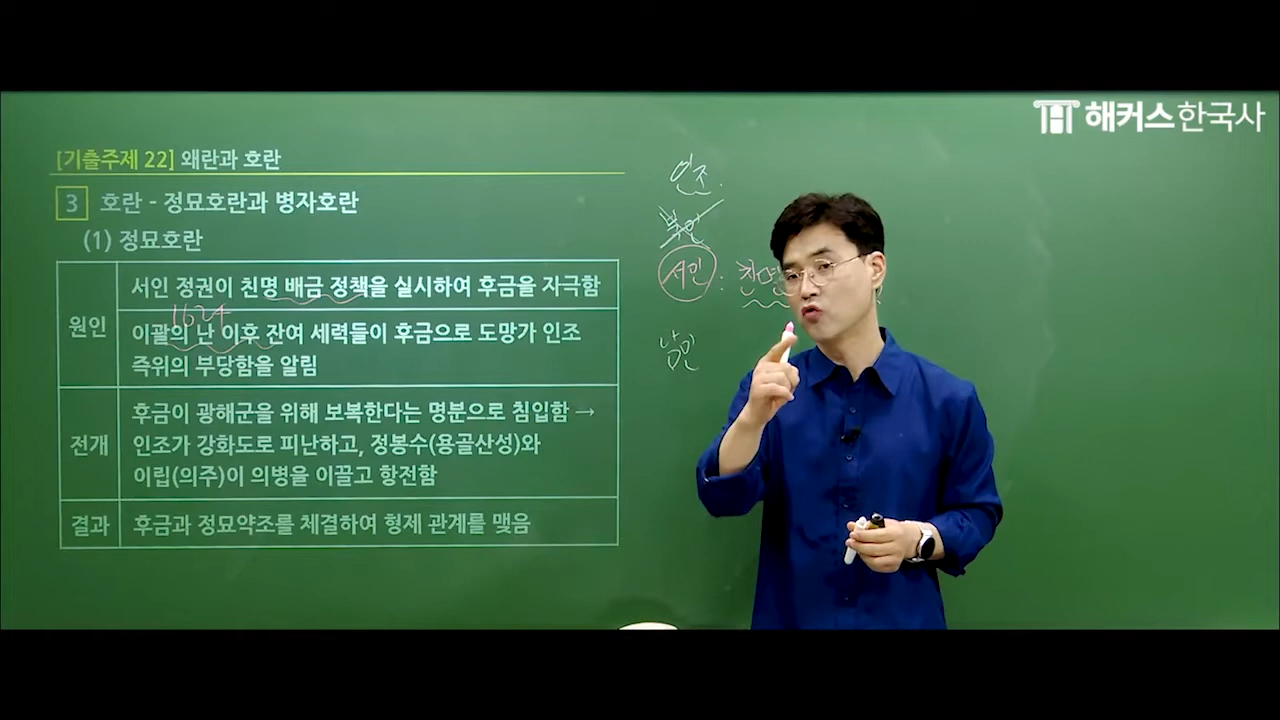 해커스한국사
[기출주제 22] 왜란과 호란
3 호란 - 정묘호란과 병자호란
(1) 정묘호란
원인
서인 정권이 친명 배금 정책을 실시하여 후금을 자극함
1624
이괄의 난 이후 잔여 세력들이 후금으로 도망가 인조
즉위의 부당함을 알림
전개
후금이 광해군을 위해 보복한다는 명분으로 침입함 →
인조가 강화도로 피난하고, 정봉수(용골산성)와
이립(의주)이 의병을 이끌고 항전함
결과
후금과 정묘약조를 체결하여 형제 관계를 맺음
인조.
북인
서인 : 친명
남인